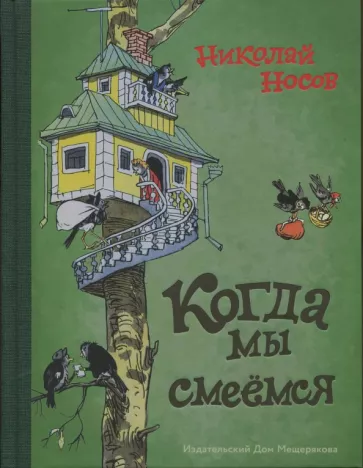 Николай
Носов
Когда
мы
смеёмся
Издательский Дом Мещерякова